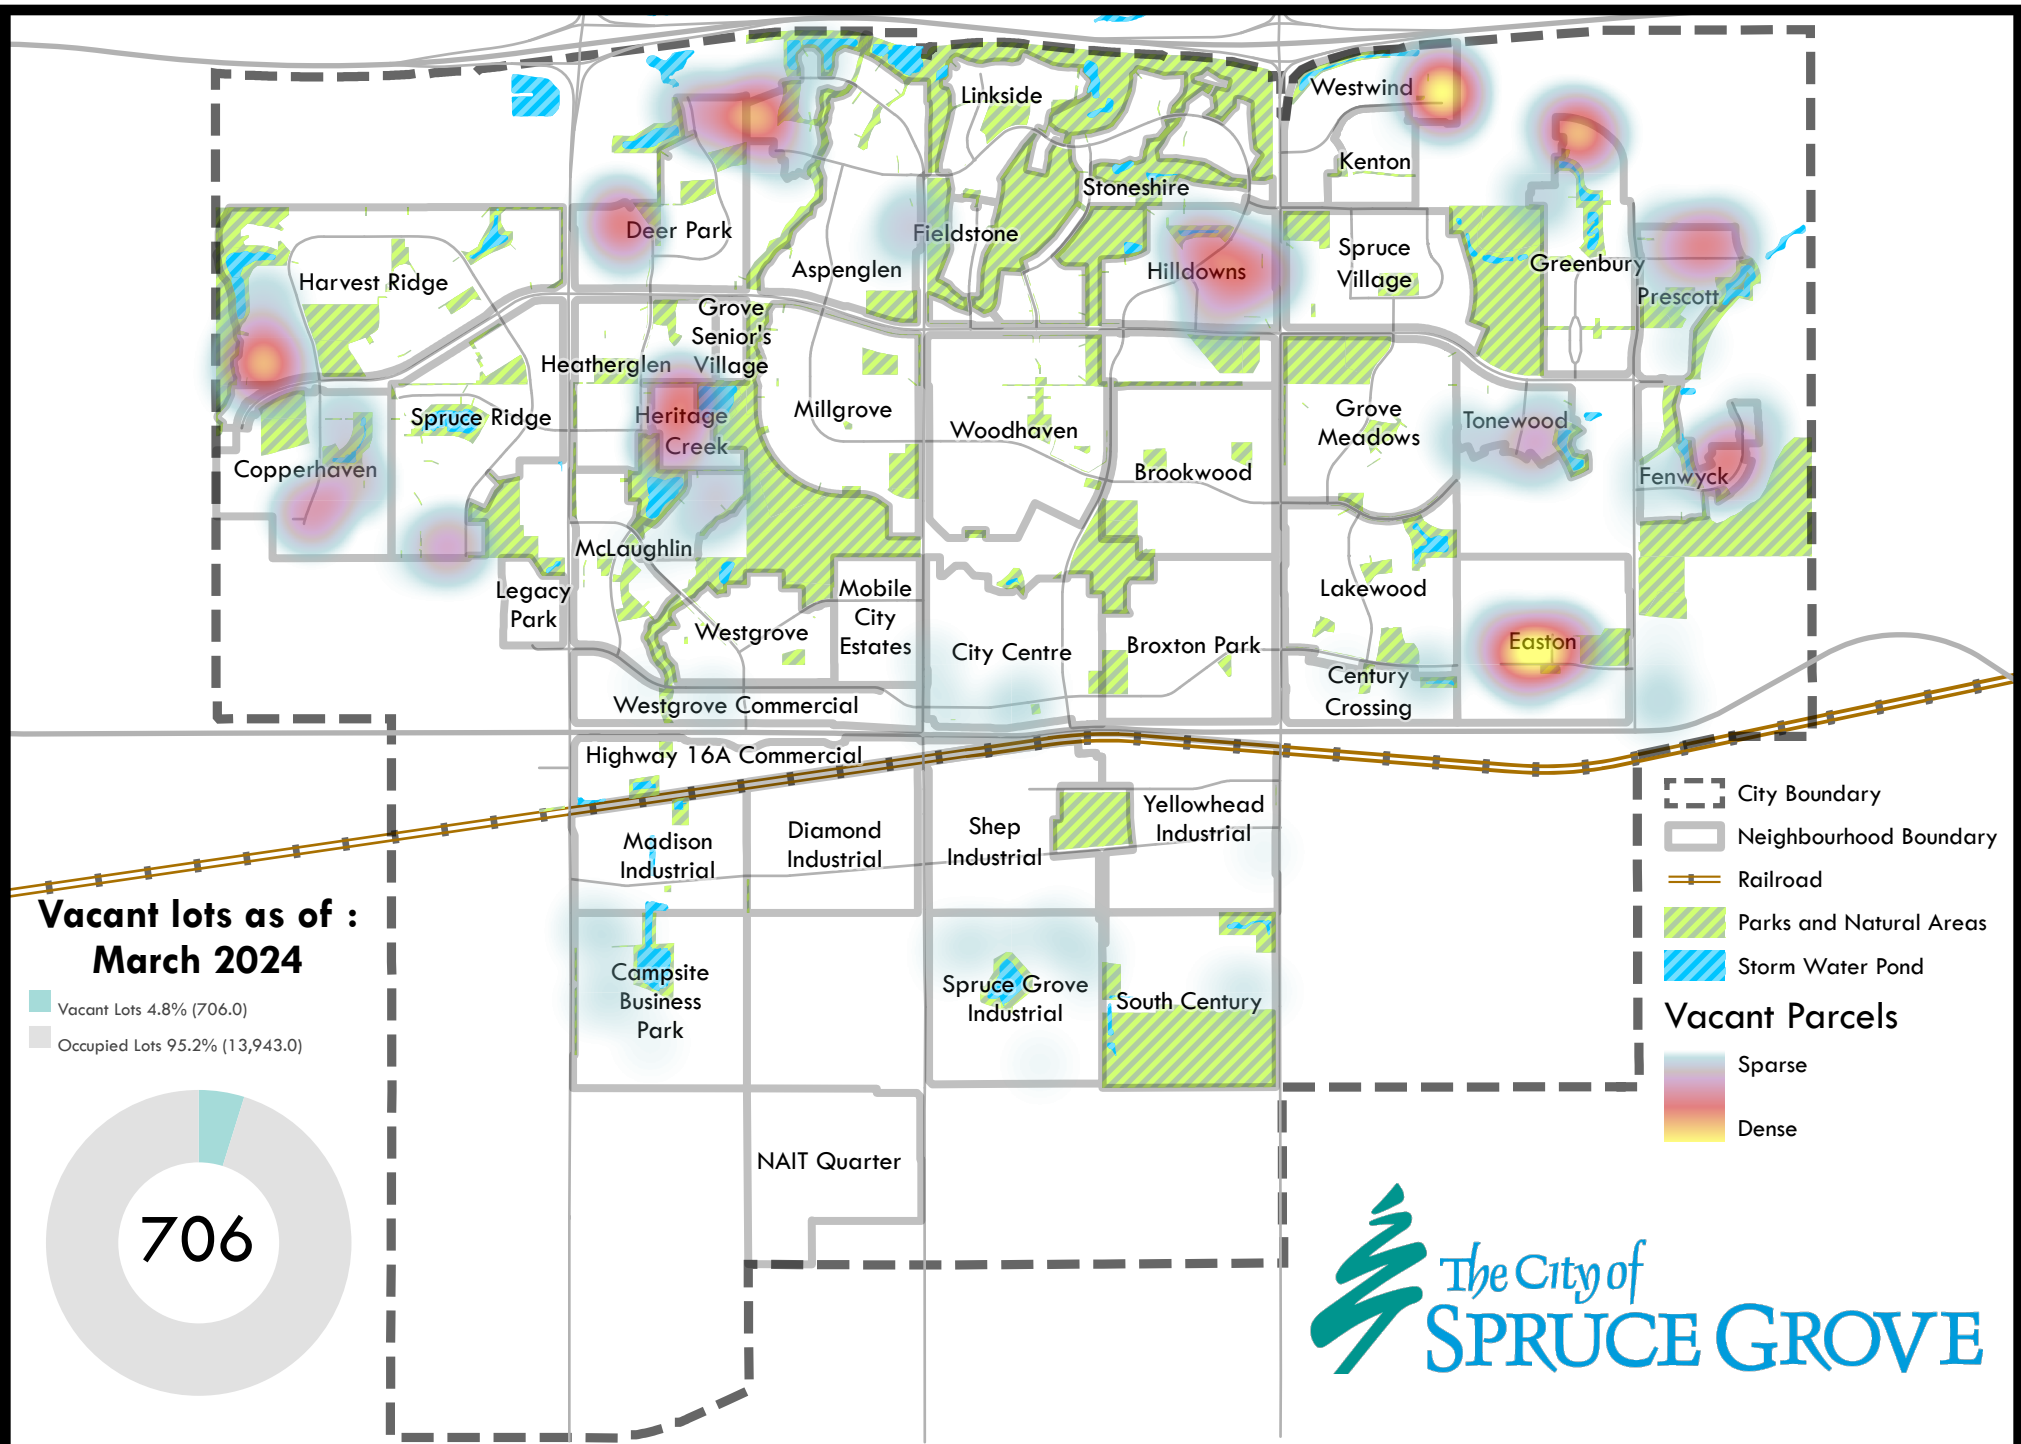 Linkside
Westwind
Kenton
Stoneshire
Deer Park
Fieldstone
Aspenglen
Hilldowns
Spruce
Village
Greenbury
Prescott
Harvest Ridge
Grove
Senior's
Village
Heatherglen
Heritage
Creek
Millgrove
Woodhaven
Grove
Meadows
Tonewood
Spruce Ridge
Copperhaven
Brookwood
Fenwyck
McLaughlin
Legacy
Park
Mobile
City
Estates
Westgrove
City Centre
Broxton Park
Lakewood
Easton
Century
Crossing
Westgrove Commercial
Highway 16A Commercial
Madison
Industrial
Diamond
Industrial
Shep
Industrial
Yellowhead
Industrial
Campsite
Business
Park
Spruce Grove
Industrial
South Century
NAIT Quarter
Vacant lots as of :
March 2024
Vacant Lots 4.8% (706.0)
Occupied Lots 95.2% (13,943.0)
706
City Boundary
Neighbourhood Boundary
Railroad
Parks and Natural Areas
Storm Water Pond
Vacant Parcels
Sparse
Dense
The City of
SPRUCE GROVE